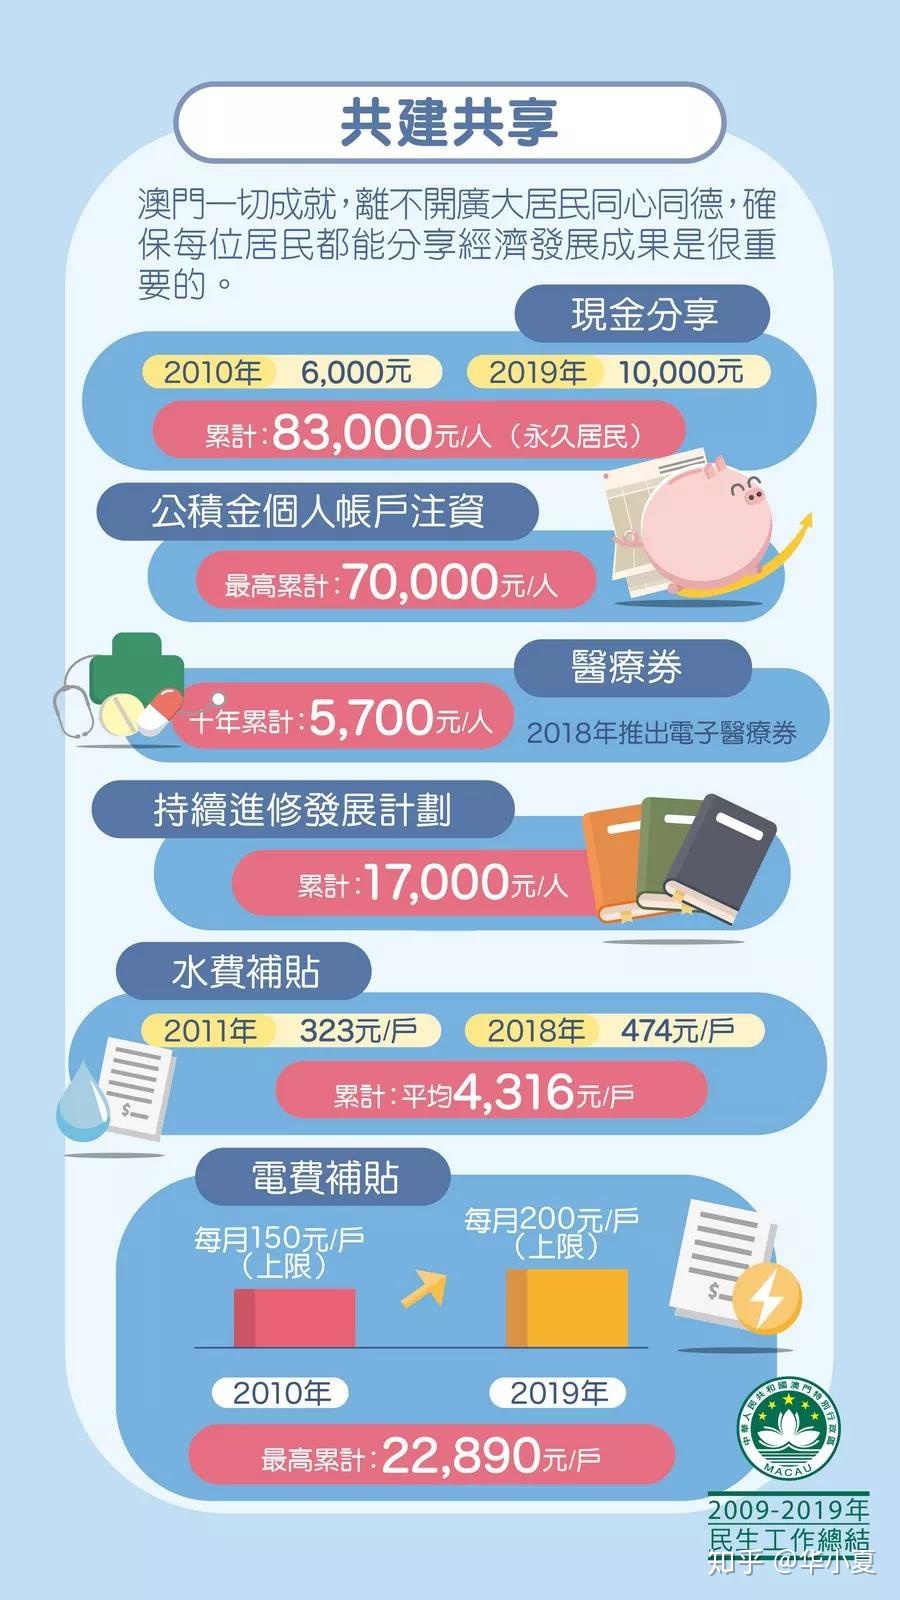 共建共享
澳門一切成就，離不開廣大居民同心同德，確
保每位居民都能分享經濟發展成果是很重
要的。
現金分享
2010年 6,000元 2019年 10,000元
累計：83,000元/人（永久居民）
公積金個人帳戶注資
最高累計：70,000元/人
醫療券
十年累計：5,700元/人
2018年推出電子醫療券
持續進修發展計劃
累計：17,000元/人
水費補貼
2011年 323元/戶 2018年 474元/戶
累計：平均4,316元/戶
$
電費補貼
每月150元/戶
（上限）
每月200元/戶
（上限）
$
2010年 2019年
最高累計：22,890元/戶
中華人民共和國澳門特別行政區
MACAU
2009-2019年
民生工作總結
知乎 @华小夏